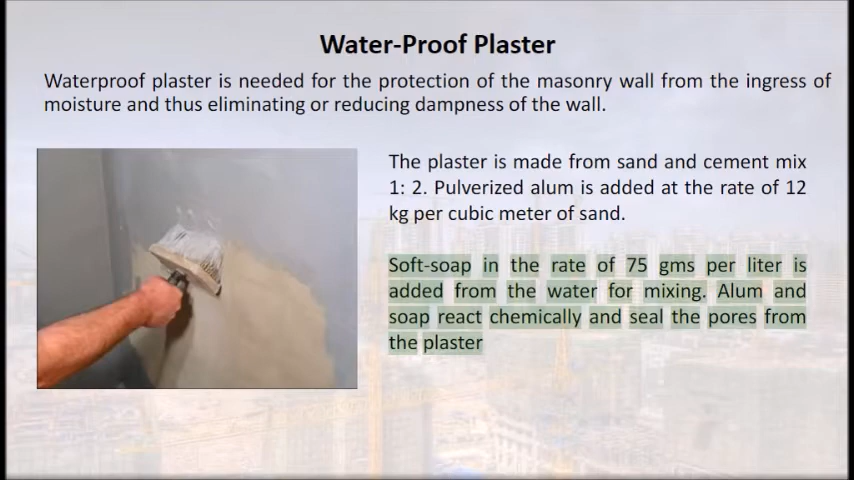 Water-Proof Plaster
Waterproof plaster is needed for the protection of the masonry wall from the ingress of
moisture and thus eliminating or reducing dampness of the wall.
The plaster is made from sand and cement mix
1: 2. Pulverized alum is added at the rate of 12
kg per cubic meter of sand.
Soft-soap in the rate of 75 gms per liter is
added from the water for mixing. Alum and
soap react chemically and seal the pores from
the plaster